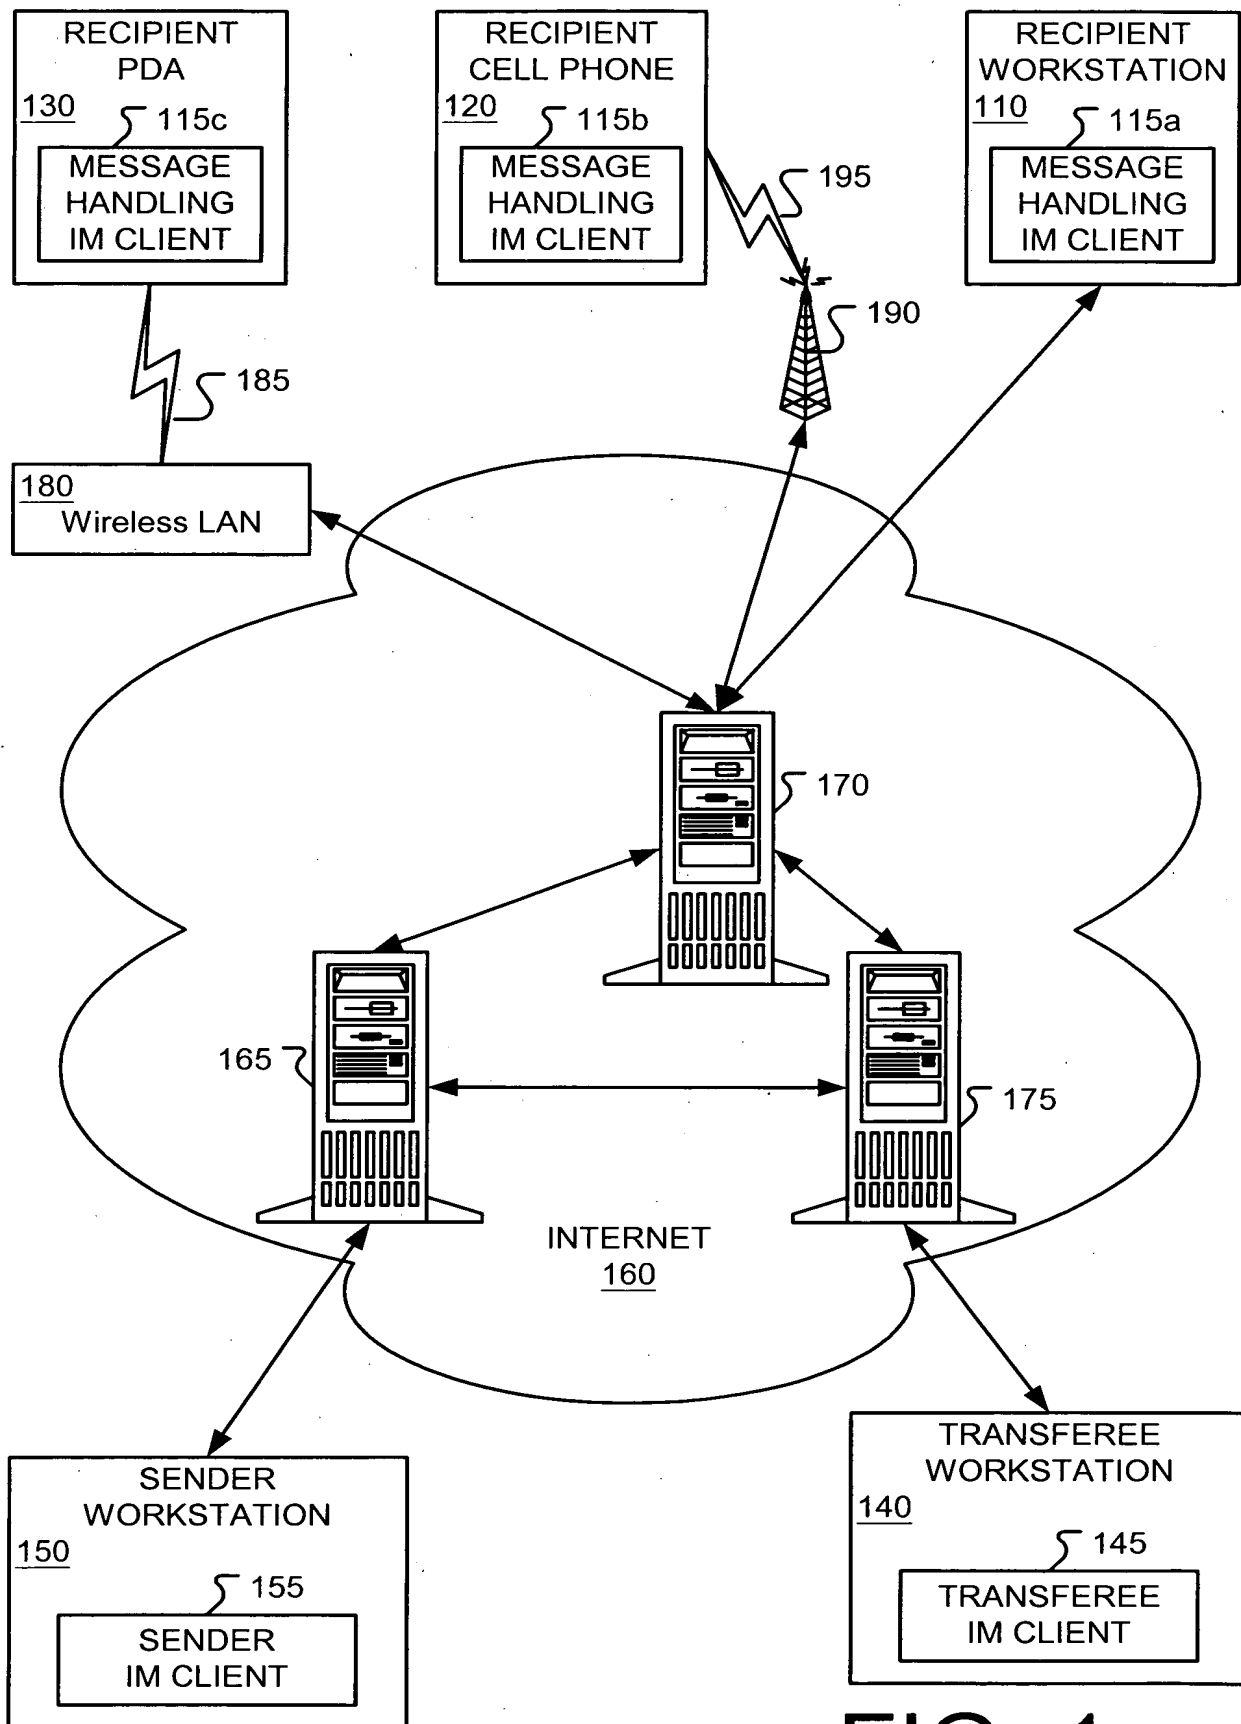 RECIPIENT
PDA
130
115c
MESSAGE
HANDLING
IM CLIENT
RECIPIENT
CELL PHONE
120
115b
MESSAGE
HANDLING
IM CLIENT
RECIPIENT
WORKSTATION
110
115a
MESSAGE
HANDLING
IM CLIENT
195
190
185
180
Wireless LAN
170
165
175
INTERNET
160
SENDER
WORKSTATION
150
155
SENDER
IM CLIENT
TRANSFEREE
WORKSTATION
140
145
TRANSFEREE
IM CLIENT